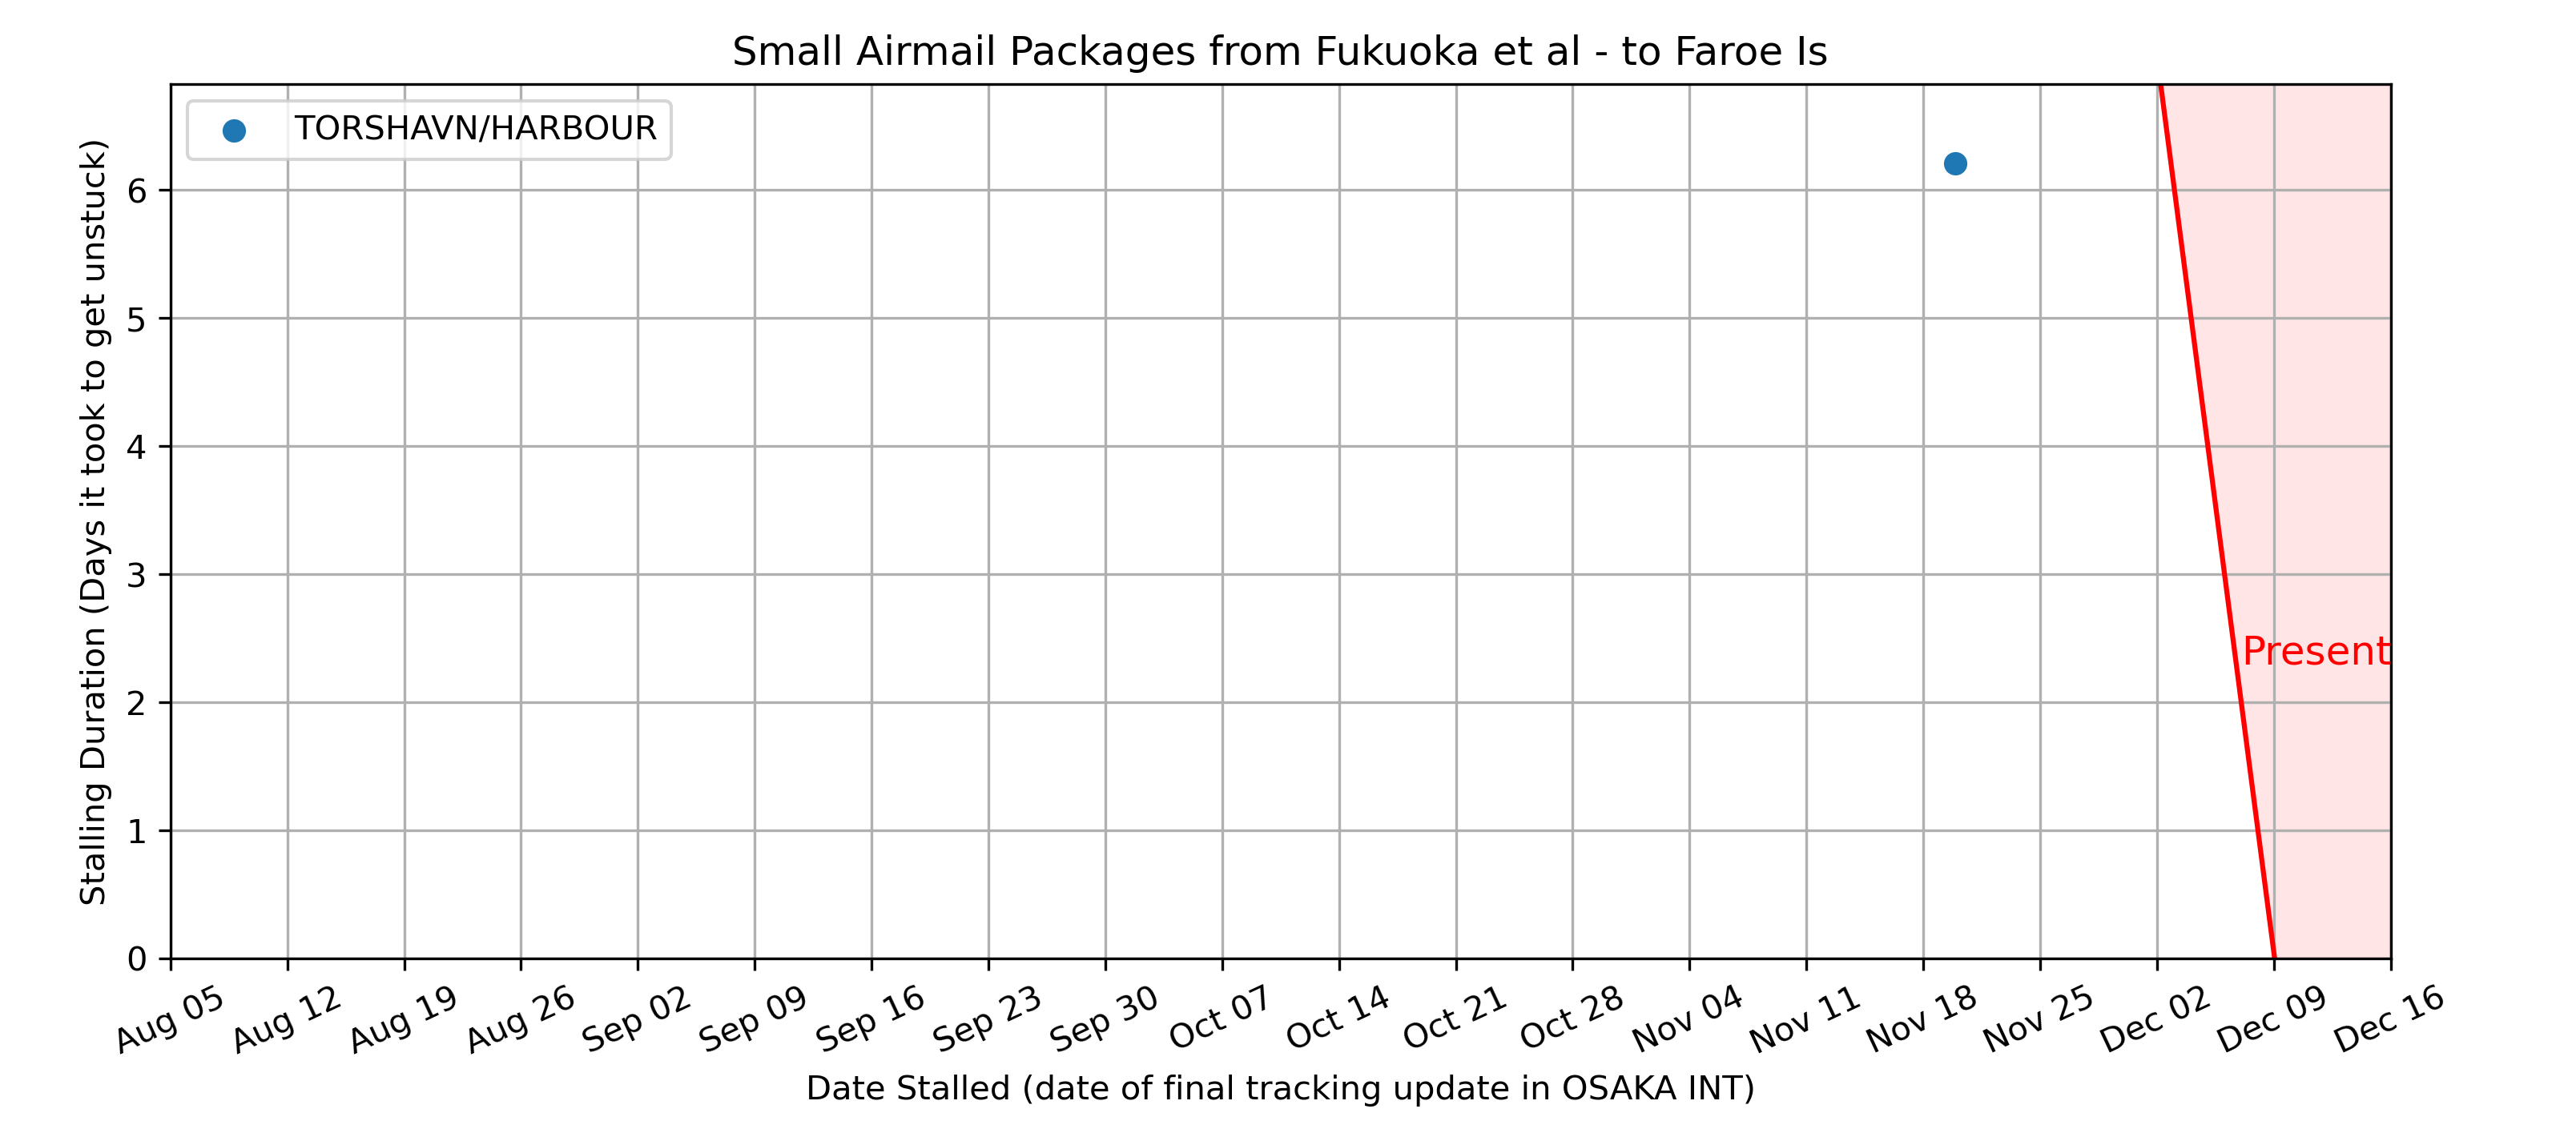 Small Airmail Packages from Fukuoka et al - to Faroe Is
TORSHAVN/HARBOUR
Stalling Duration (Days it took to get unstuck)
6
5
4
3
2
1
0
Present
Aug 05
Aug 12
Aug 19
Aug 26
Sep 02
Sep 09
Sep 16
Sep 23
Sep 30
Oct 07
Oct 14
Oct 21
Oct 28
Nov 04
Nov 11
Nov 18
Nov 25
Dec 02
Dec 09
Dec 16
Date Stalled (date of final tracking update in OSAKA INT)